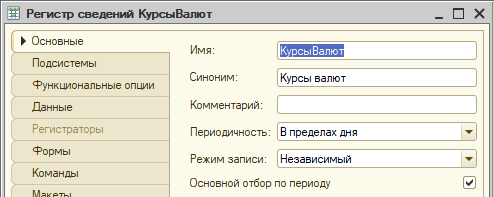 Регистр сведений КурсыВалют
Основные
Подсистемы
Функциональные опции
Данные
Регистраторы
Формы
Команды
Макеты
Имя: КурсыВалют
Синоним: Курсы валют
Комментарий:
Периодичность: В пределах дня
Режим записи: Независимый
Основной отбор по периоду